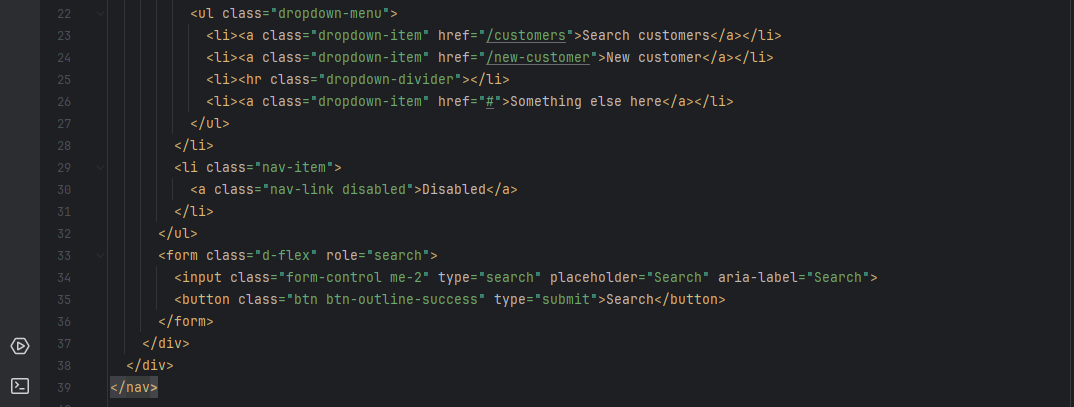 22 <ul class="dropdown-menu">
23 <li><a class="dropdown-item" href="/customers">Search customers</a></li>
24 <li><a class="dropdown-item" href="/new-customer">New customer</a></li>
25 <li><hr class="dropdown-divider"></li>
26 <li><a class="dropdown-item" href="#">Something else here</a></li>
27 </ul>
28 </li>
29 <li class="nav-item">
30 <a class="nav-link disabled">Disabled</a>
31 </li>
32 </ul>
33 <form class="d-flex" role="search">
34 <input class="form-control me-2" type="search" placeholder="Search" aria-label="Search">
35 <button class="btn btn-outline-success" type="submit">Search</button>
36 </form>
37 </div>
38 </div>
39 </nav>